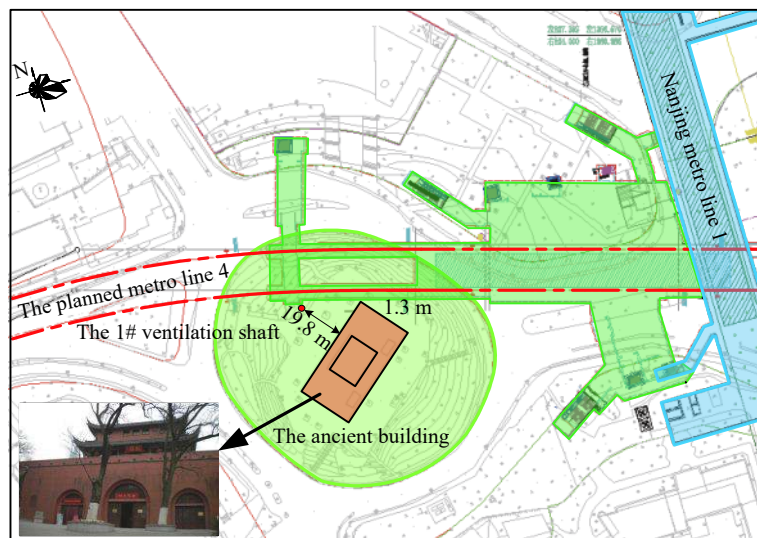 N
Nanjing metro line 1
The planned metro line 4
1.3 m
19.8 m
The 1# ventilation shaft
The ancient building